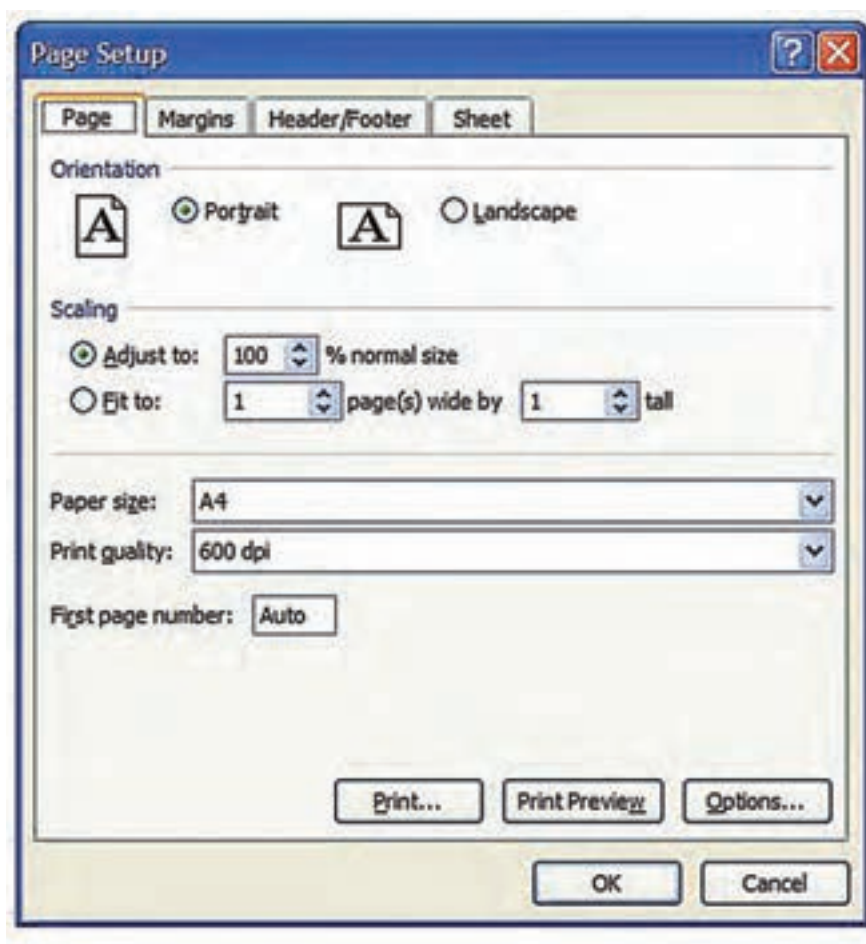 Page Setup
Page Margins Header/Footer Sheet
Orientation
A Portrait A Landscape
Scaling
Adjust to: 100 % normal size
Fit to: 1 page(s) wide by 1 tall
Paper size: A4
Print quality: 600 dpi
First page number: Auto
Print... Print Preview Options...
OK Cancel